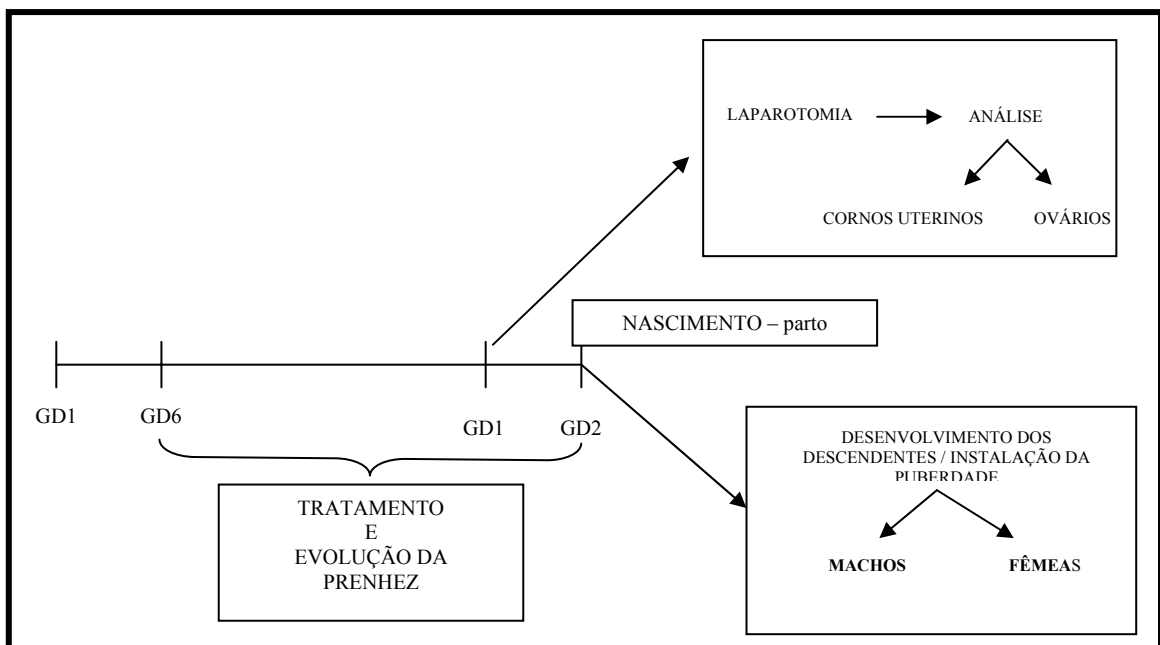 LAPAROTOMIA
ANÁLISE
CORNOS UTERINOS
OVÁRIOS
NASCIMENTO – parto
GD1
GD6
GD1
GD2
TRATAMENTO
E
EVOLUÇÃO DA
PRENHEZ
DESENVOLVIMENTO DOS
DESCENDENTES / INSTALAÇÃO DA
PUBERDADE
MACHOS
FÊMEAS